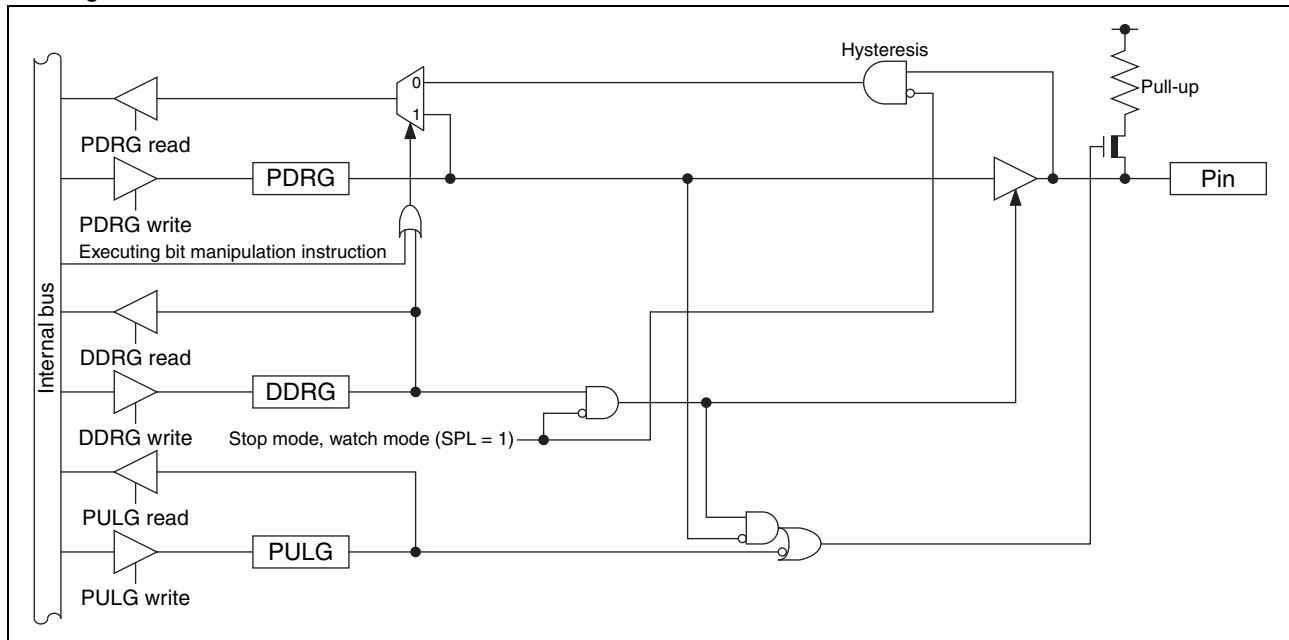 Hysteresis
0
Pull-up
1
PDRG read
PDRG
Pin
PDRG write
Executing bit manipulation instruction
Internal bus
DDRG read
DDRG
DDRG write
Stop mode, watch mode (SPL = 1)
PULG read
PULG
PULG write